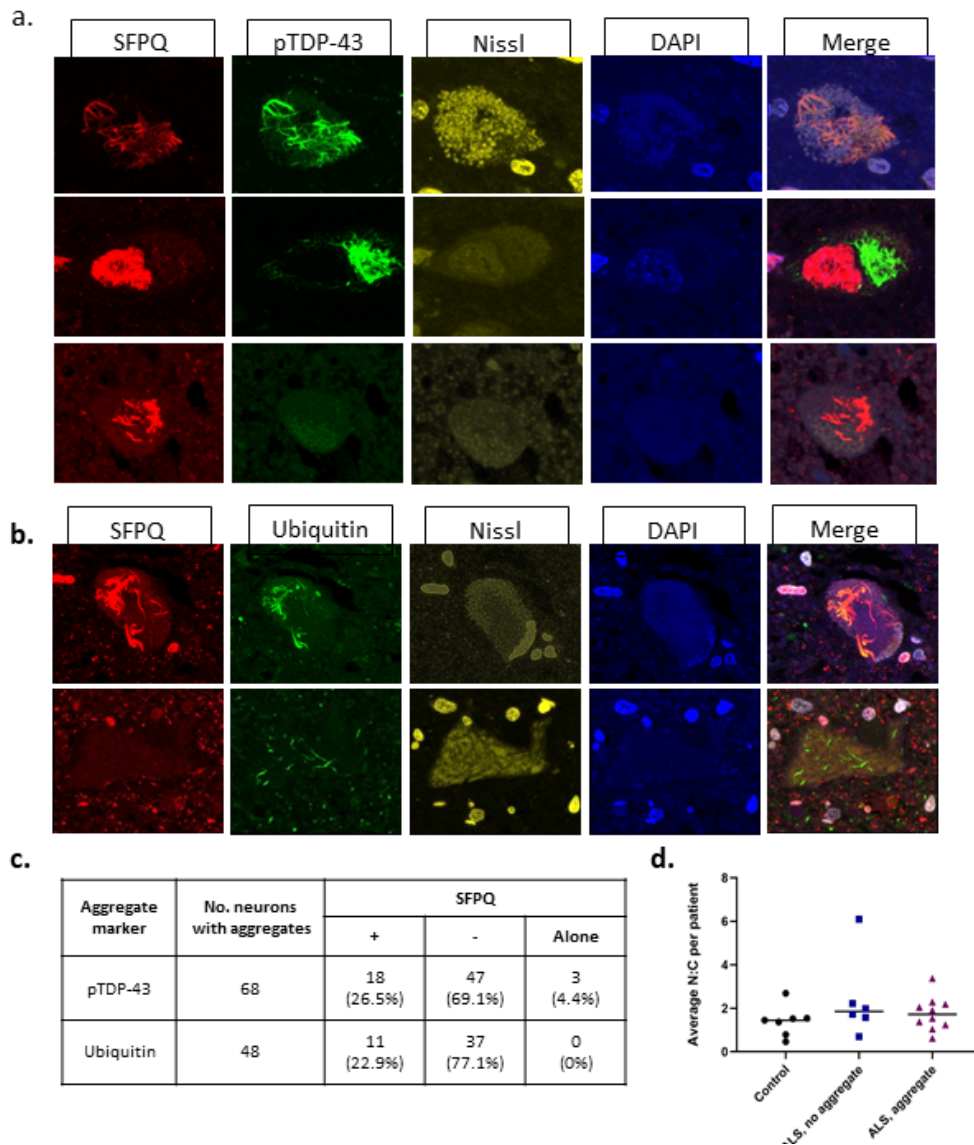 a.
SFPQ pTDP-43 Nissl DAPI Merge
b.
SFPQ Ubiquitin Nissl DAPI Merge
c.
Aggregate marker No. neurons with aggregates SFPQ
+ - Alone
pTDP-43 68 18 (26.5%) 47 (69.1%) 3 (4.4%)
Ubiquitin 48 11 (22.9%) 37 (77.1%) 0 (0%)
d.
Average N:C per patient
8
6
4
2
0
Control
ALS, no aggregate
ALS, aggregate